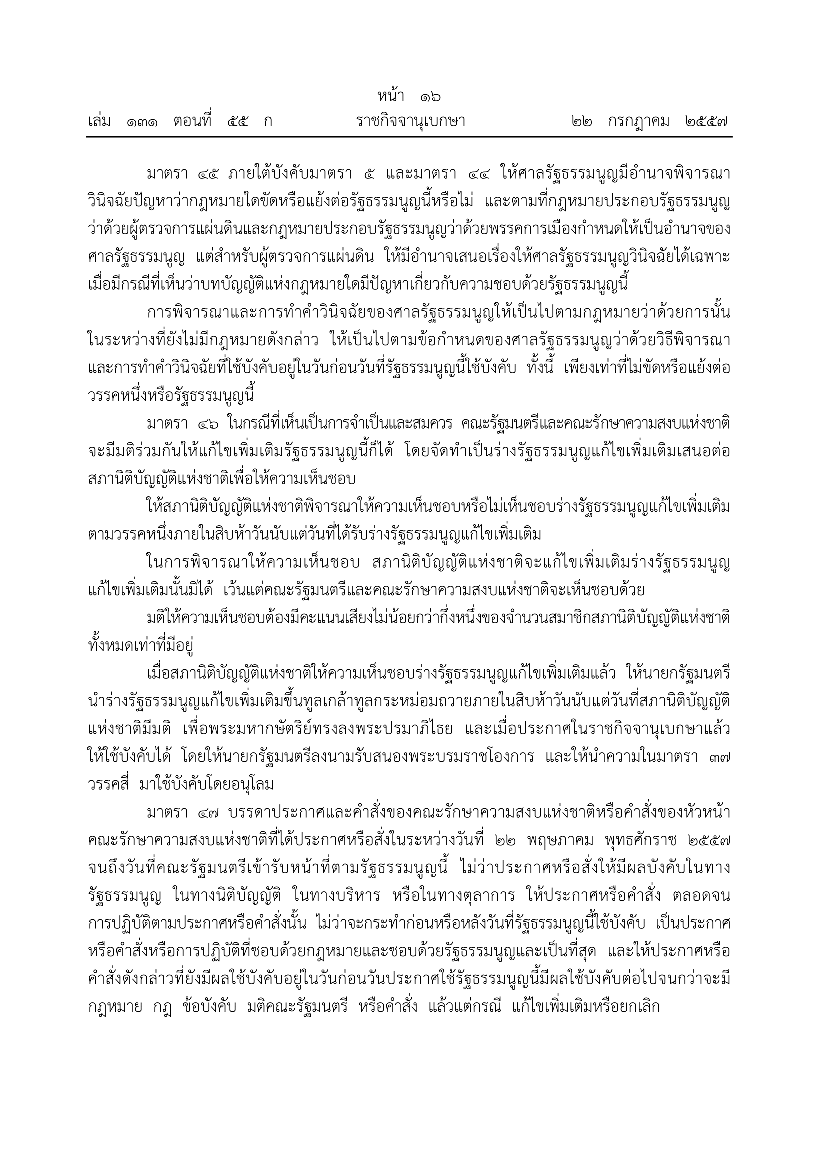 หน้า ๑๖
เล่ม ๑๓๑ ตอนที่ ๕๕ ก ราชกิจจานุเบกษา ๒๒ กรกฎาคม ๒๕๕๗
มาตรา ๔๕ ภายใต้บังคับมาตรา ๕ และมาตรา ๔๔ ให้ศาลรัฐธรรมนูญมีอำนาจพิจารณา
วินิจฉัยปัญหาว่ากฎหมายใดขัดหรือแย้งต่อรัฐธรรมนูญนี้หรือไม่ และตามที่กฎหมายประกอบรัฐธรรมนูญ
ว่าด้วยผู้ตรวจการแผ่นดินและกฎหมายประกอบรัฐธรรมนูญว่าด้วยพรรคการเมืองกำหนดให้เป็นอำนาจของ
ศาลรัฐธรรมนูญ แต่สำหรับผู้ตรวจการแผ่นดิน ให้มีอำนาจเสนอเรื่องให้ศาลรัฐธรรมนูญวินิจฉัยได้เฉพาะ
เมื่อมีกรณีที่เห็นว่าบทบัญญัติแห่งกฎหมายใดมีปัญหาเกี่ยวกับความชอบด้วยรัฐธรรมนูญนี้
การพิจารณาและการทำคำวินิจฉัยของศาลรัฐธรรมนูญให้เป็นไปตามกฎหมายว่าด้วยการนั้น
ในระหว่างที่ยังไม่มีกฎหมายดังกล่าว ให้เป็นไปตามข้อกำหนดของศาลรัฐธรรมนูญว่าด้วยวิธีพิจารณา
และการทำคำวินิจฉัยที่ใช้บังคับอยู่ในวันก่อนวันที่รัฐธรรมนูญนี้ใช้บังคับ ทั้งนี้ เพียงเท่าที่ไม่ขัดหรือแย้งต่อ
วรรคหนึ่งหรือรัฐธรรมนูญนี้
มาตรา ๔๖ ในกรณีที่เห็นเป็นการจำเป็นและสมควร คณะรัฐมนตรีและคณะรักษาความสงบแห่งชาติ
จะมีมติร่วมกันให้แก้ไขเพิ่มเติมรัฐธรรมนูญนี้ก็ได้ โดยจัดทำเป็นร่างรัฐธรรมนูญแก้ไขเพิ่มเติมเสนอต่อ
สภานิติบัญญัติแห่งชาติเพื่อให้ความเห็นชอบ
ให้สภานิติบัญญัติแห่งชาติพิจารณาให้ความเห็นชอบหรือไม่เห็นชอบร่างรัฐธรรมนูญแก้ไขเพิ่มเติม
ตามวรรคหนึ่งภายในสิบห้าวันนับแต่วันที่ได้รับร่างรัฐธรรมนูญแก้ไขเพิ่มเติม
ในการพิจารณาให้ความเห็นชอบ สภานิติบัญญัติแห่งชาติจะแก้ไขเพิ่มเติมร่างรัฐธรรมนูญ
แก้ไขเพิ่มเติมนั้นมิได้ เว้นแต่คณะรัฐมนตรีและคณะรักษาความสงบแห่งชาติจะเห็นชอบด้วย
มติให้ความเห็นชอบต้องมีคะแนนเสียงไม่น้อยกว่ากึ่งหนึ่งของจำนวนสมาชิกสภานิติบัญญัติแห่งชาติ
ทั้งหมดเท่าที่มีอยู่
เมื่อสภานิติบัญญัติแห่งชาติให้ความเห็นชอบร่างรัฐธรรมนูญแก้ไขเพิ่มเติมแล้ว ให้นายกรัฐมนตรี
นำร่างรัฐธรรมนูญแก้ไขเพิ่มเติมขึ้นทูลเกล้าทูลกระหม่อมถวายภายในสิบห้าวันนับแต่วันที่สภานิติบัญญัติ
แห่งชาติมีมติ เพื่อพระมหากษัตริย์ทรงลงพระปรมาภิไธย และเมื่อประกาศในราชกิจจานุเบกษาแล้ว
ให้ใช้บังคับได้ โดยให้นายกรัฐมนตรีลงนามรับสนองพระบรมราชโองการ และให้นำความในมาตรา ๓๗
วรรคสี่ มาใช้บังคับโดยอนุโลม
มาตรา ๔๗ บรรดาประกาศและคำสั่งของคณะรักษาความสงบแห่งชาติหรือคำสั่งของหัวหน้า
คณะรักษาความสงบแห่งชาติที่ได้ประกาศหรือสั่งในระหว่างวันที่ ๒๒ พฤษภาคม พุทธศักราช ๒๕๕๗
จนถึงวันที่คณะรัฐมนตรีเข้ารับหน้าที่ตามรัฐธรรมนูญนี้ ไม่ว่าประกาศหรือสั่งให้มีผลบังคับในทาง
รัฐธรรมนูญ ในทางนิติบัญญัติ ในทางบริหาร หรือในทางตุลาการ ให้ประกาศหรือคำสั่ง ตลอดจน
การปฏิบัติตามประกาศหรือคำสั่งนั้น ไม่ว่าจะกระทำก่อนหรือหลังวันที่รัฐธรรมนูญนี้ใช้บังคับ เป็นประกาศ
หรือคำสั่งหรือการปฏิบัติที่ชอบด้วยกฎหมายและชอบด้วยรัฐธรรมนูญและเป็นที่สุด และให้ประกาศหรือ
คำสั่งดังกล่าวที่ยังมีผลใช้บังคับอยู่ในวันก่อนวันประกาศใช้รัฐธรรมนูญนี้มีผลใช้บังคับต่อไปจนกว่าจะมี
กฎหมาย กฎ ข้อบังคับ มติคณะรัฐมนตรี หรือคำสั่ง แล้วแต่กรณี แก้ไขเพิ่มเติมหรือยกเลิก